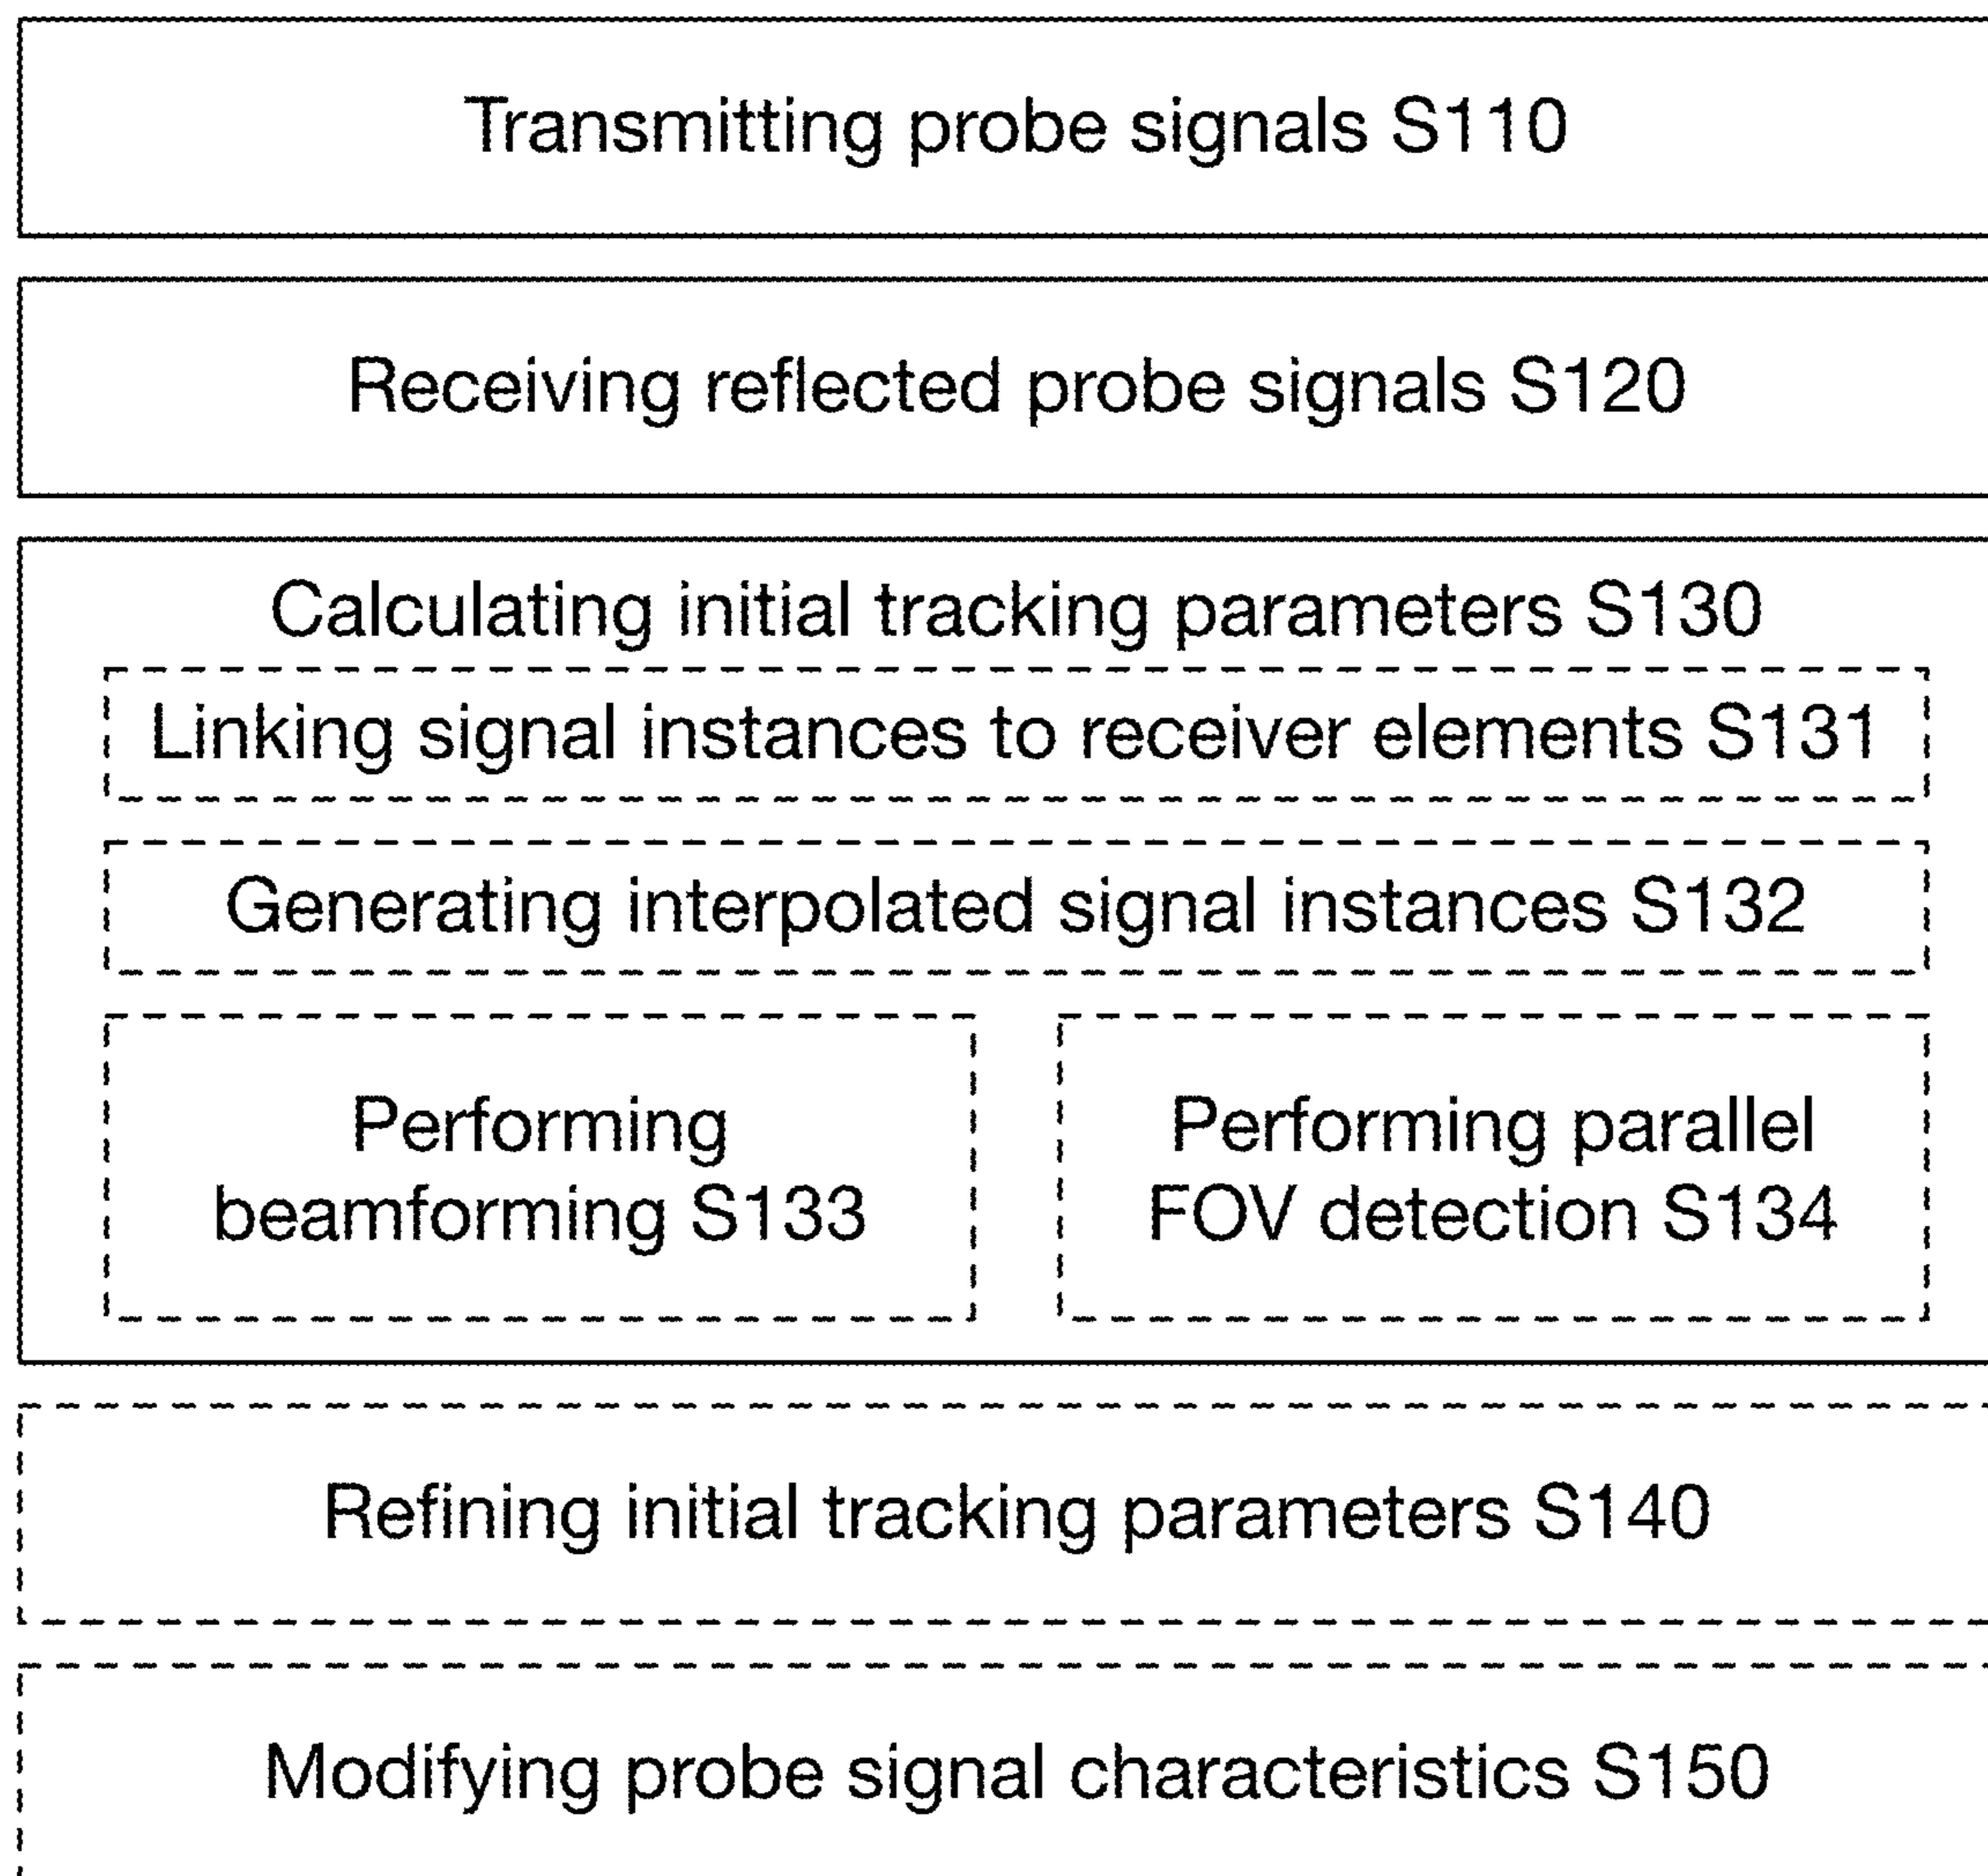 Transmitting probe signals S110
Receiving reflected probe signals S120
Calculating initial tracking parameters S130
Linking signal instances to receiver elements S131
Generating interpolated signal instances S132
Performing
beamforming S133
Performing parallel
FOV detection S134
Refining initial tracking parameters S140
Modifying probe signal characteristics S150